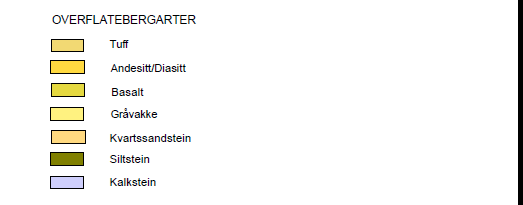 OVERFLATEBERGARTER
Tuff
Andesitt/Diasitt
Basalt
Gråvakke
Kvartssandstein
Siltstein
Kalkstein